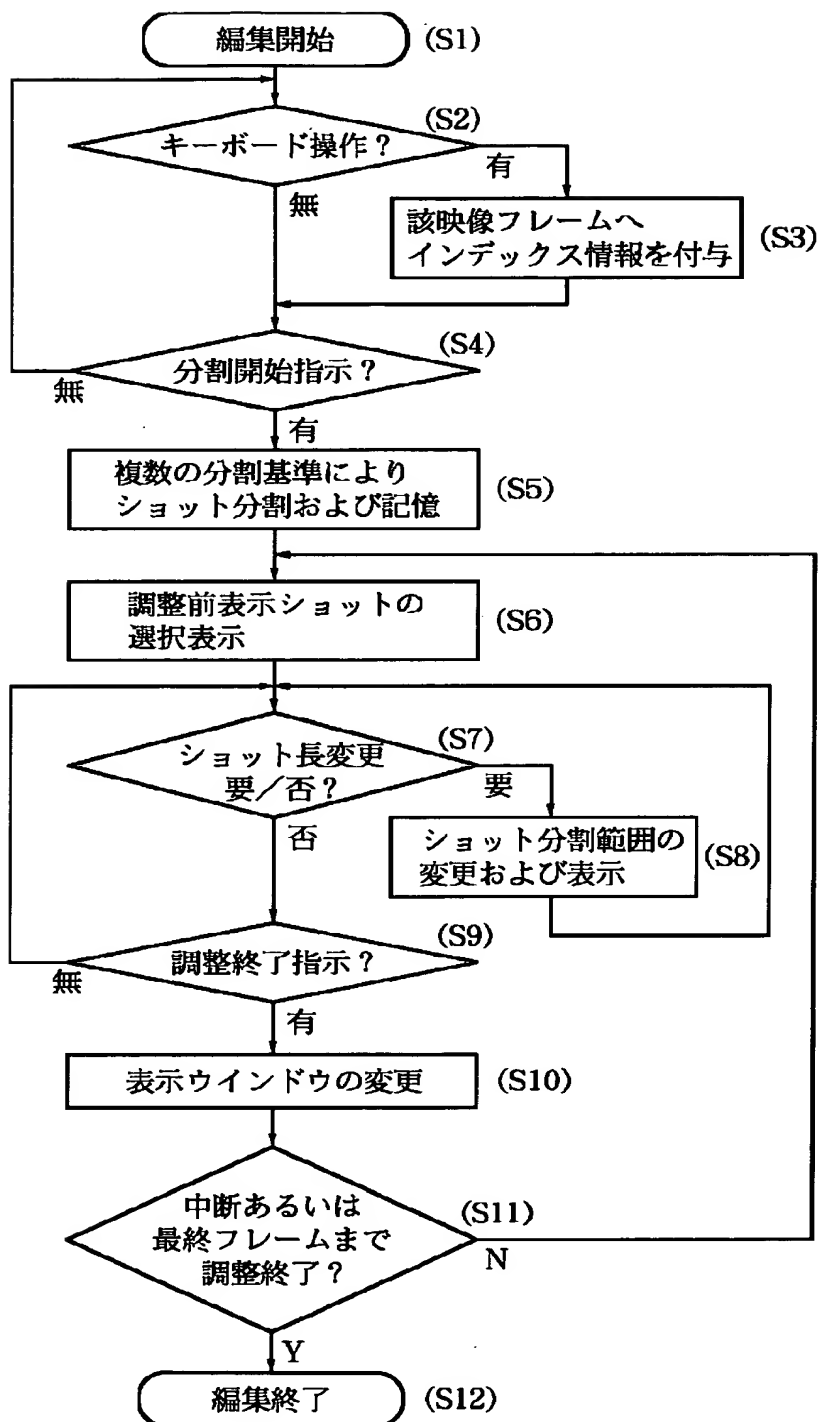 編集開始
(S1)
キーボード操作？
(S2)
有
無
該映像フレームへ
インデックス情報を付与
(S3)
分割開始指示？
(S4)
無
有
複数の分割基準により
ショット分割および記憶
(S5)
調整前表示ショットの
選択表示
(S6)
ショット長変更
要／否？
(S7)
要
否
ショット分割範囲の
変更および表示
(S8)
調整終了指示？
(S9)
無
有
表示ウインドウの変更
(S10)
中断あるいは
最終フレームまで
調整終了？
(S11)
N
Y
編集終了
(S12)